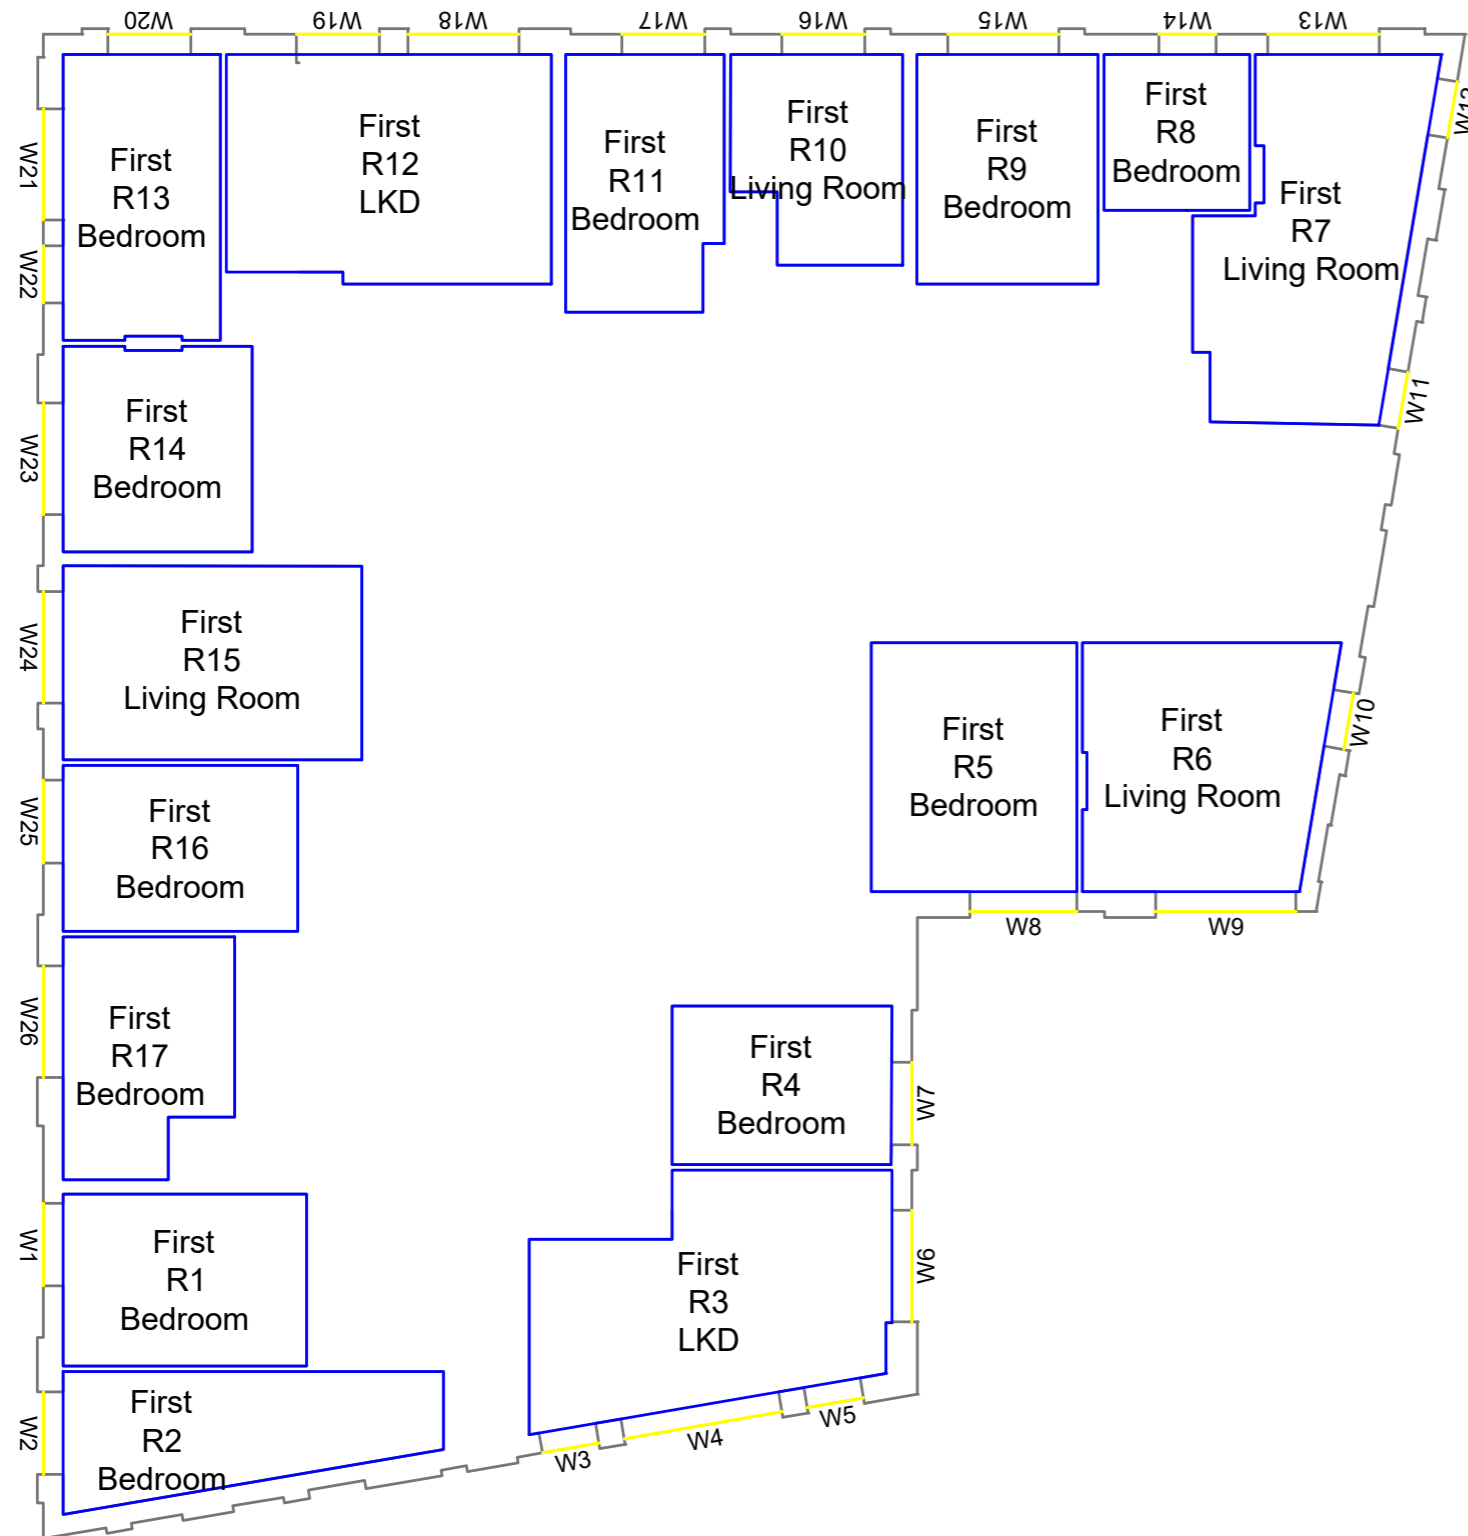 W20
W19
W18
W17
W16
W15
W14
W13
W12
W21
W22
First
R13
Bedroom
First
R12
LKD
First
R11
Bedroom
First
R10
Living Room
First
R9
Bedroom
First
R8
Bedroom
First
R7
Living Room
W11
W23
First
R14
Bedroom
W24
First
R15
Living Room
First
R5
Bedroom
First
R6
Living Room
W10
W25
First
R16
Bedroom
W8
W9
W26
First
R17
Bedroom
First
R4
Bedroom
W7
W1
First
R1
Bedroom
First
R3
LKD
W6
W2
First
R2
Bedroom
W3
W4
W5